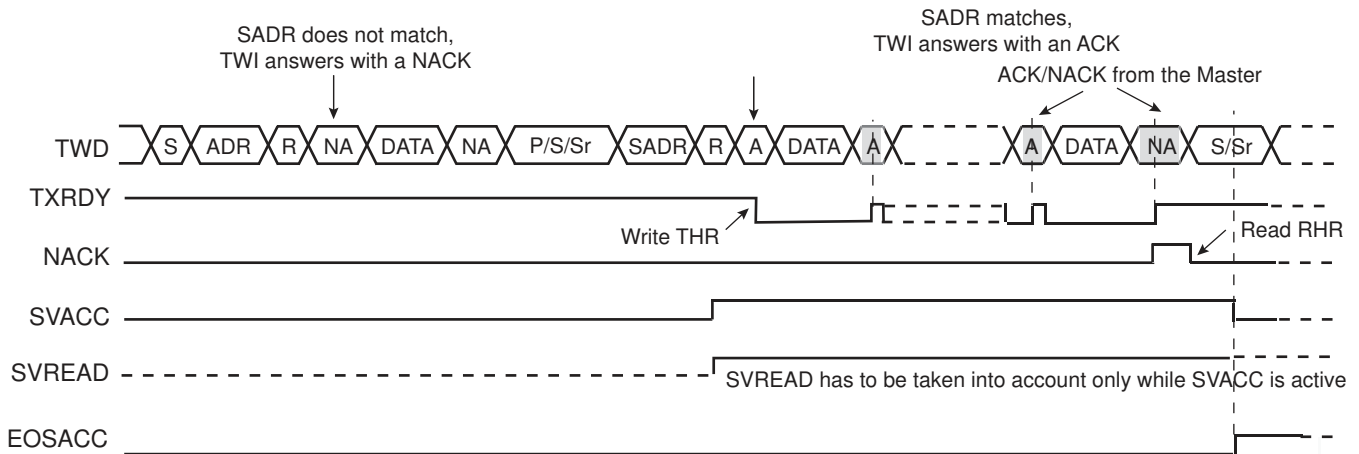 SADR does not match,
TWI answers with a NACK
SADR matches,
TWI answers with an ACK
ACK/NACK from the Master
TWD S ADR R NA DATA NA P/S/Sr SADR R A DATA A A DATA NA S/Sr
TXRDY
Write THR
Read RHR
NACK
SVACC
SVREAD
SVREAD has to be taken into account only while SVACC is active
EOSACC